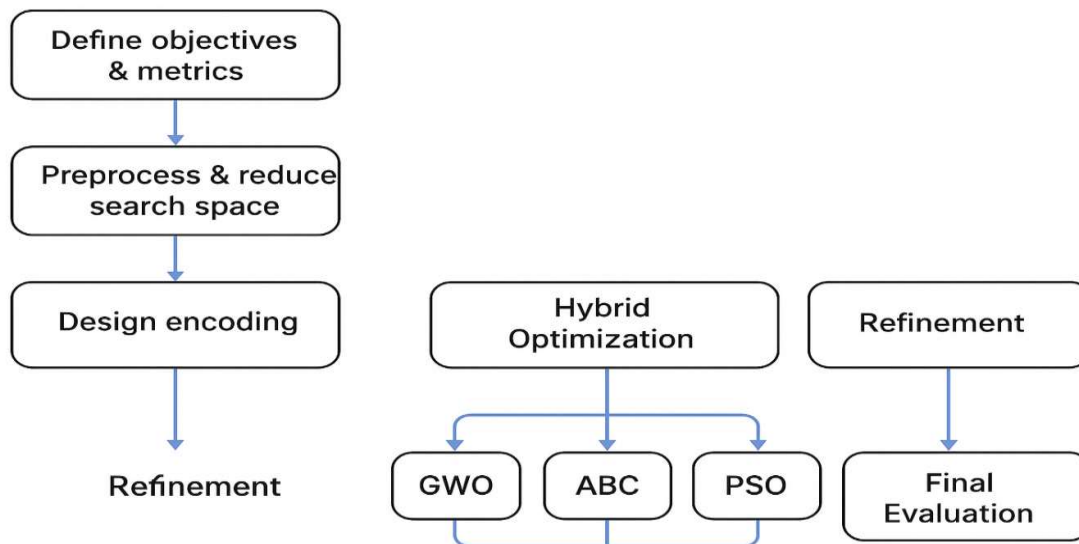 Define objectives
& metrics
Preprocess & reduce
search space
Design encoding
Refinement
Hybrid
Optimization
GWO
ABC
PSO
Refinement
Final
Evaluation